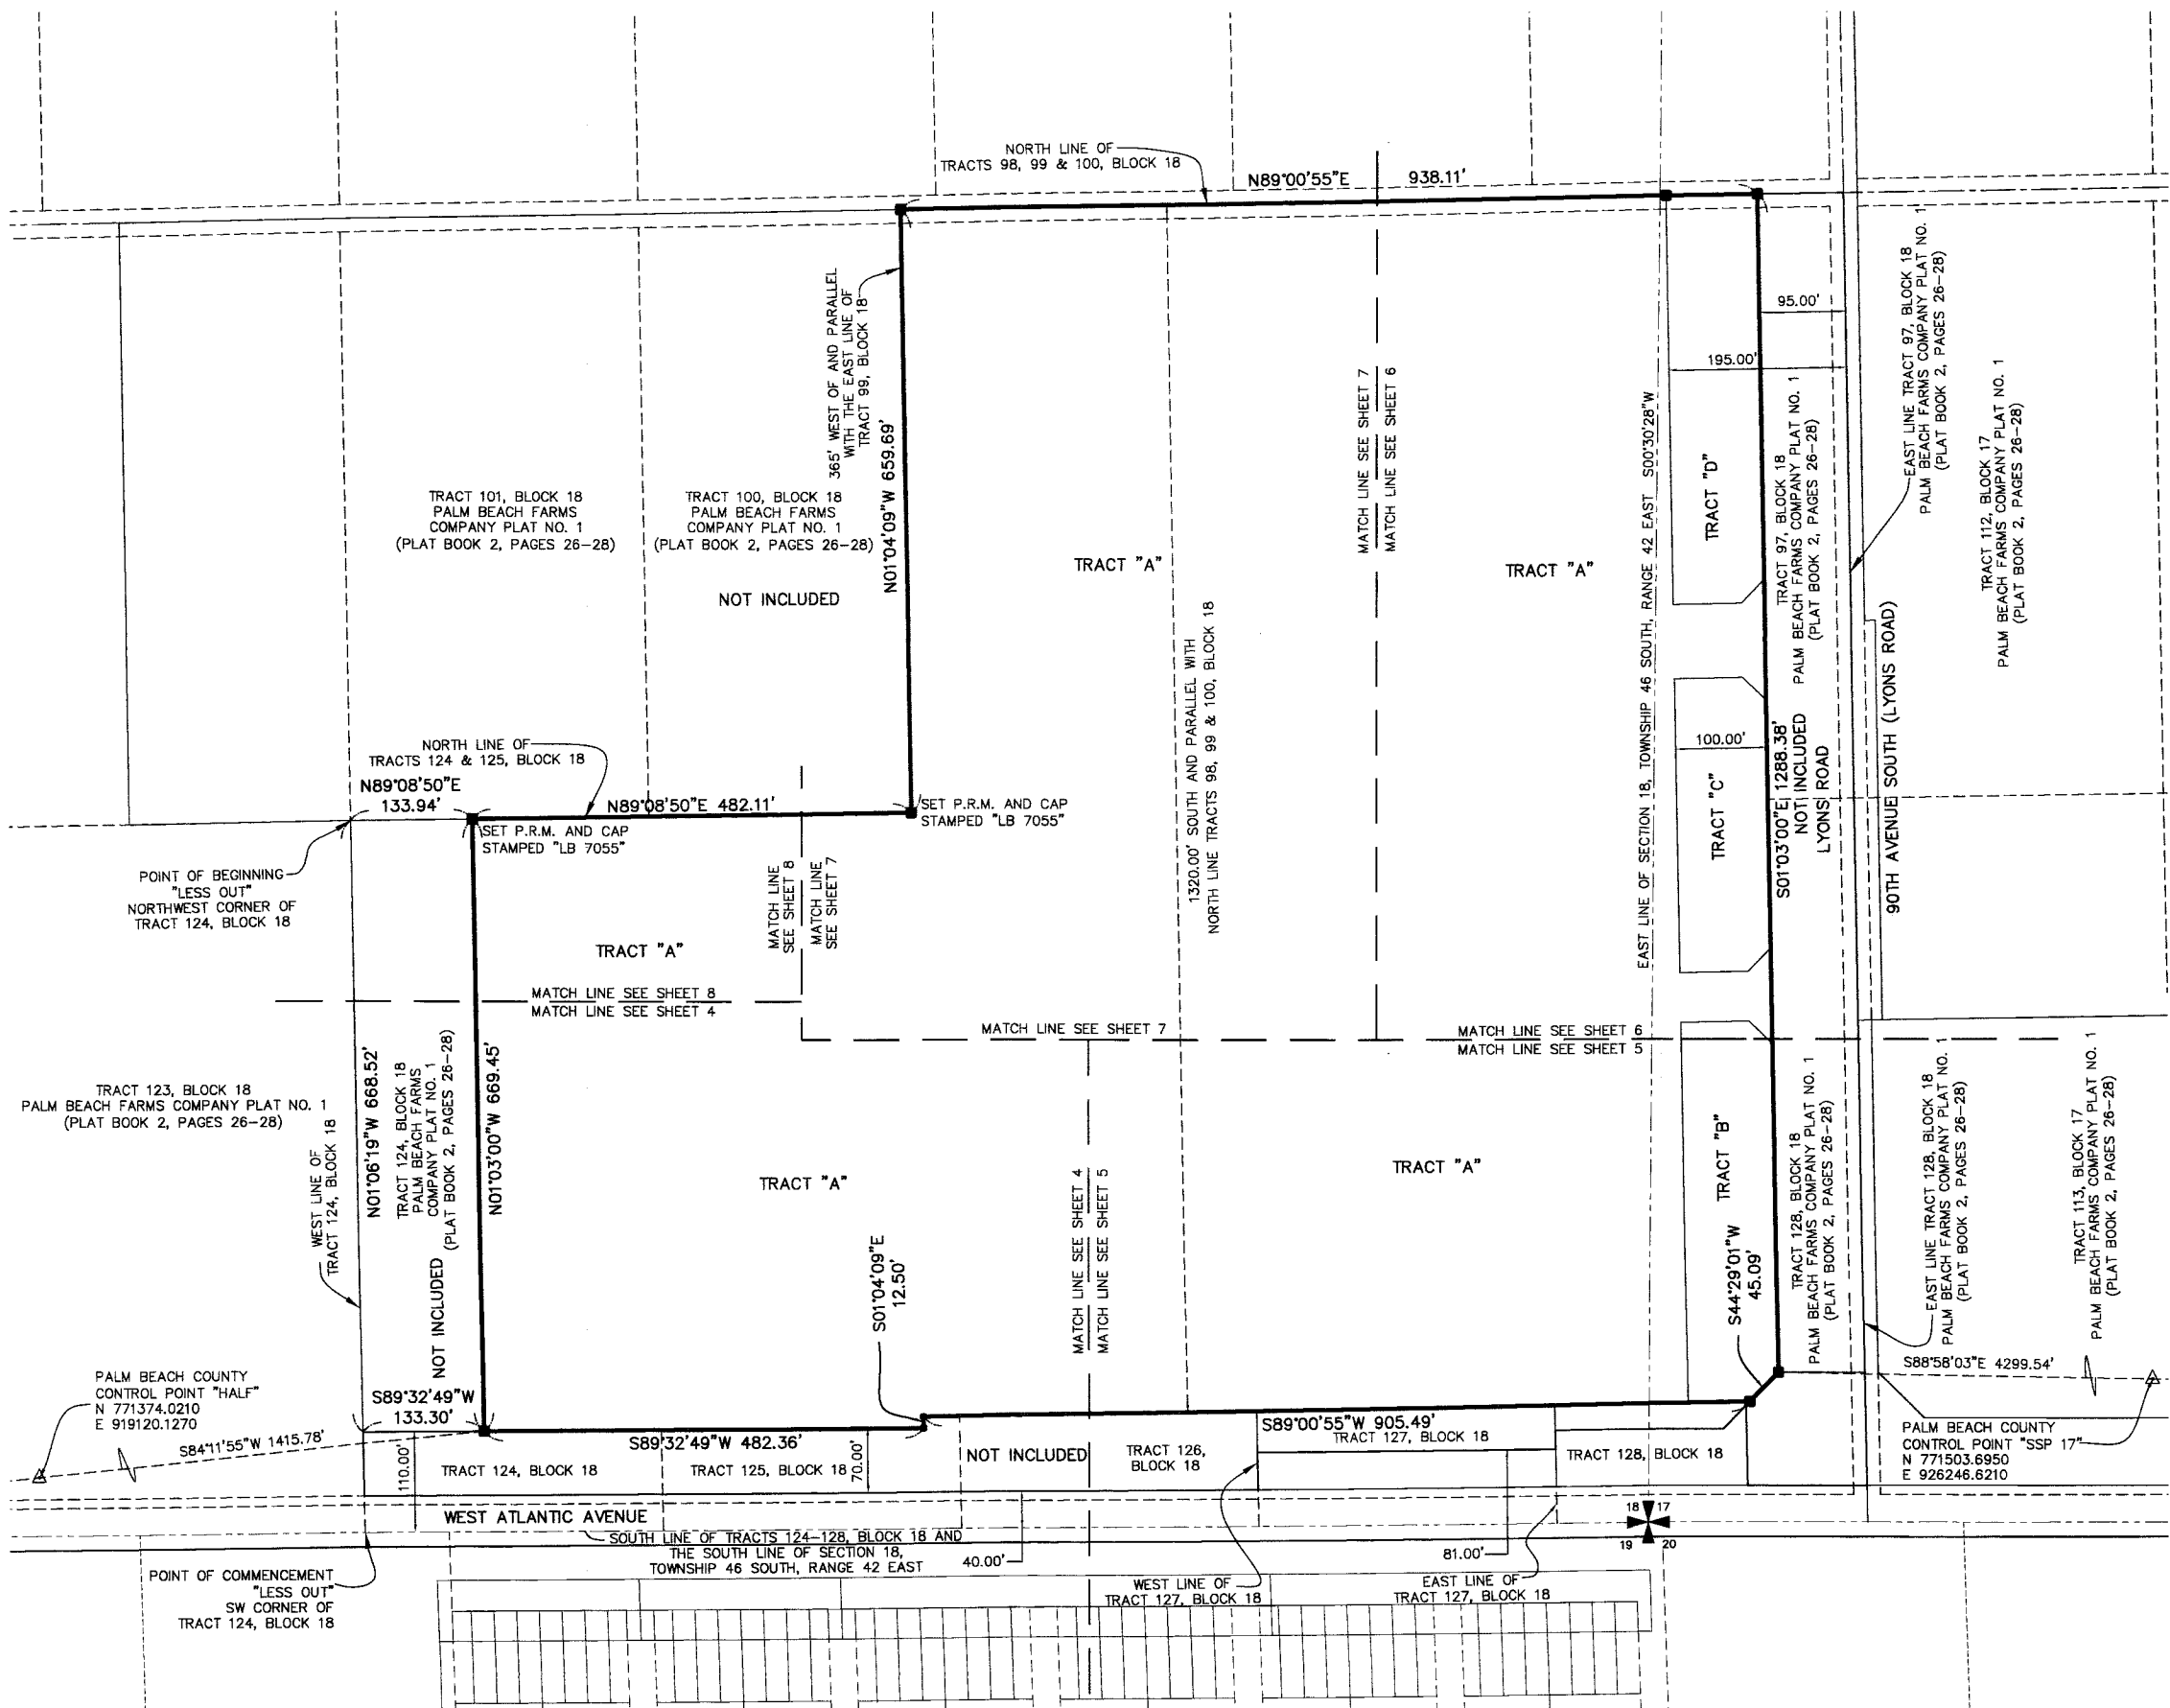 NORTH LINE OF
TRACTS 98, 99 & 100, BLOCK 18
N89°00'55"E 938.11'
365' WEST OF AND PARALLEL
WITH THE EAST LINE OF
TRACT 99, BLOCK 18
N01°04'09"W 659.69'
TRACT 101, BLOCK 18
PALM BEACH FARMS
COMPANY PLAT NO. 1
(PLAT BOOK 2, PAGES 26-28)
TRACT 100, BLOCK 18
PALM BEACH FARMS
COMPANY PLAT NO. 1
(PLAT BOOK 2, PAGES 26-28)
NOT INCLUDED
TRACT "A"
1320.00' SOUTH AND PARALLEL WITH
NORTH LINE TRACTS 98, 99 & 100, BLOCK 18
MATCH LINE SEE SHEET 7
MATCH LINE SEE SHEET 6
TRACT "A"
EAST LINE OF SECTION 18, TOWNSHIP 46 SOUTH, RANGE 42 EAST S00°30'28"W
95.00'
195.00'
TRACT "D"
TRACT 97, BLOCK 18
PALM BEACH FARMS COMPANY PLAT NO. 1
(PLAT BOOK 2, PAGES 26-28)
EAST LINE TRACT 97, BLOCK 18
PALM BEACH FARMS COMPANY PLAT NO. 1
(PLAT BOOK 2, PAGES 26-28)
TRACT 112, BLOCK 17
PALM BEACH FARMS COMPANY PLAT NO. 1
(PLAT BOOK 2, PAGES 26-28)
100.00'
TRACT "C"
S01°03'00"E 1288.38'
NOT INCLUDED
LYONS ROAD
90TH AVENUE SOUTH (LYONS ROAD)
NORTH LINE OF
TRACTS 124 & 125, BLOCK 18
N89°08'50"E
133.94'
N89°08'50"E 482.11'
SET P.R.M. AND CAP
STAMPED "LB 7055"
SET P.R.M. AND CAP
STAMPED "LB 7055"
POINT OF BEGINNING
"LESS OUT"
NORTHWEST CORNER OF
TRACT 124, BLOCK 18
MATCH LINE
SEE SHEET 8
MATCH LINE
SEE SHEET 7
TRACT "A"
MATCH LINE SEE SHEET 8
MATCH LINE SEE SHEET 4
MATCH LINE SEE SHEET 7
MATCH LINE SEE SHEET 6
MATCH LINE SEE SHEET 5
TRACT 123, BLOCK 18
PALM BEACH FARMS COMPANY PLAT NO. 1
(PLAT BOOK 2, PAGES 26-28)
WEST LINE OF
TRACT 124, BLOCK 18
N01°06'19"W 668.52'
TRACT 124, BLOCK 18
PALM BEACH FARMS
COMPANY PLAT NO. 1
(PLAT BOOK 2, PAGES 26-28)
NOT INCLUDED
N01°03'00"W 669.45'
TRACT "A"
S01°04'09"E
12.50'
MATCH LINE SEE SHEET 4
MATCH LINE SEE SHEET 5
TRACT "A"
TRACT "B"
S44°29'01"W
45.09'
TRACT 128, BLOCK 18
PALM BEACH FARMS COMPANY PLAT NO. 1
(PLAT BOOK 2, PAGES 26-28)
EAST LINE TRACT 128, BLOCK 18
PALM BEACH FARMS COMPANY PLAT NO. 1
(PLAT BOOK 2, PAGES 26-28)
TRACT 113, BLOCK 17
PALM BEACH FARMS COMPANY PLAT NO. 1
(PLAT BOOK 2, PAGES 26-28)
S88°58'03"E 4299.54'
PALM BEACH COUNTY
CONTROL POINT "HALF"
N 771374.0210
E 919120.1270
S84°11'55"W 1415.78'
S89°32'49"W
133.30'
110.00'
S89°32'49"W 482.36'
TRACT 124, BLOCK 18
TRACT 125, BLOCK 18
70.00'
NOT INCLUDED
TRACT 126,
BLOCK 18
S89°00'55"W 905.49'
TRACT 127, BLOCK 18
TRACT 128, BLOCK 18
PALM BEACH COUNTY
CONTROL POINT "SSP 17"
N 771503.6950
E 926246.6210
WEST ATLANTIC AVENUE
SOUTH LINE OF TRACTS 124-128, BLOCK 18 AND
THE SOUTH LINE OF SECTION 18,
TOWNSHIP 46 SOUTH, RANGE 42 EAST
40.00'
81.00'
18 17
19 20
WEST LINE OF
TRACT 127, BLOCK 18
EAST LINE OF
TRACT 127, BLOCK 18
POINT OF COMMENCEMENT
"LESS OUT"
SW CORNER OF
TRACT 124, BLOCK 18